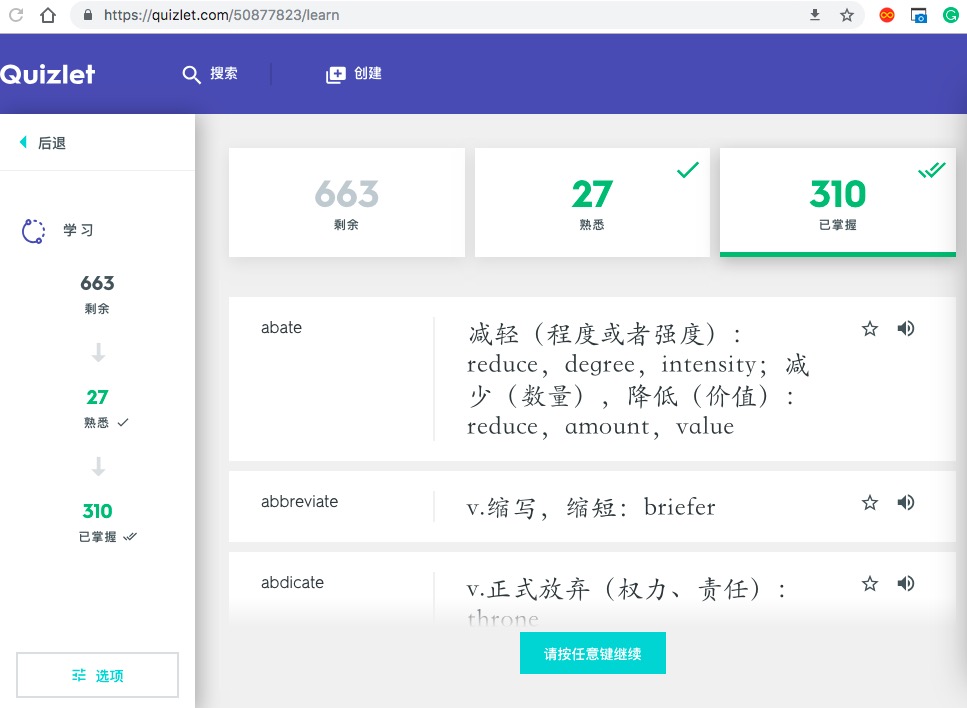 https://quizlet.com/50877823/learn
Quizlet
搜索
创建
后退
学习
663
剩余
27
熟悉
310
已掌握
选项
663
剩余
27
熟悉
310
已掌握
abate
减轻（程度或者强度）：
reduce，degree，intensity；减
少（数量），降低（价值）：
reduce，amount，value
abbreviate
v.缩写，缩短：briefer
abdicate
v.正式放弃（权力、责任）：
throne
请按任意键继续